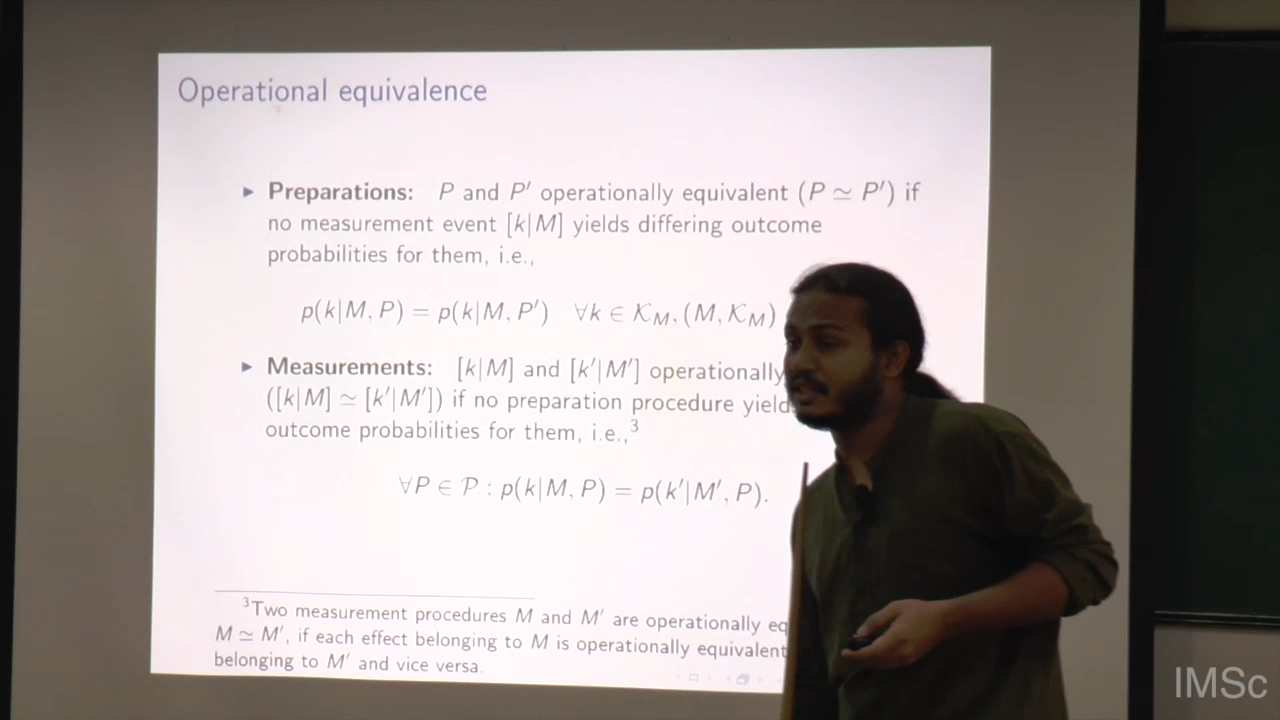 Operational equivalence
Preparations: P and P′ operationally equivalent (P ≃ P′) if
no measurement event [k|M] yields differing outcome
probabilities for them, i.e.,
p(k|M, P) = p(k|M, P′) ∀k ∈ 𝒦_M, (M, 𝒦_M)
Measurements: [k|M] and [k′|M′] operationally
([k|M] ≃ [k′|M′]) if no preparation procedure
outcome probabilities for them, i.e.,³
∀P ∈ 𝒫 : p(k|M, P) = p(k′|M′, P).
³Two measurement procedures M and M′ are operationally
M ≃ M′, if each effect belonging to M is operationally equivalent
belonging to M′ and vice versa.
IMSc